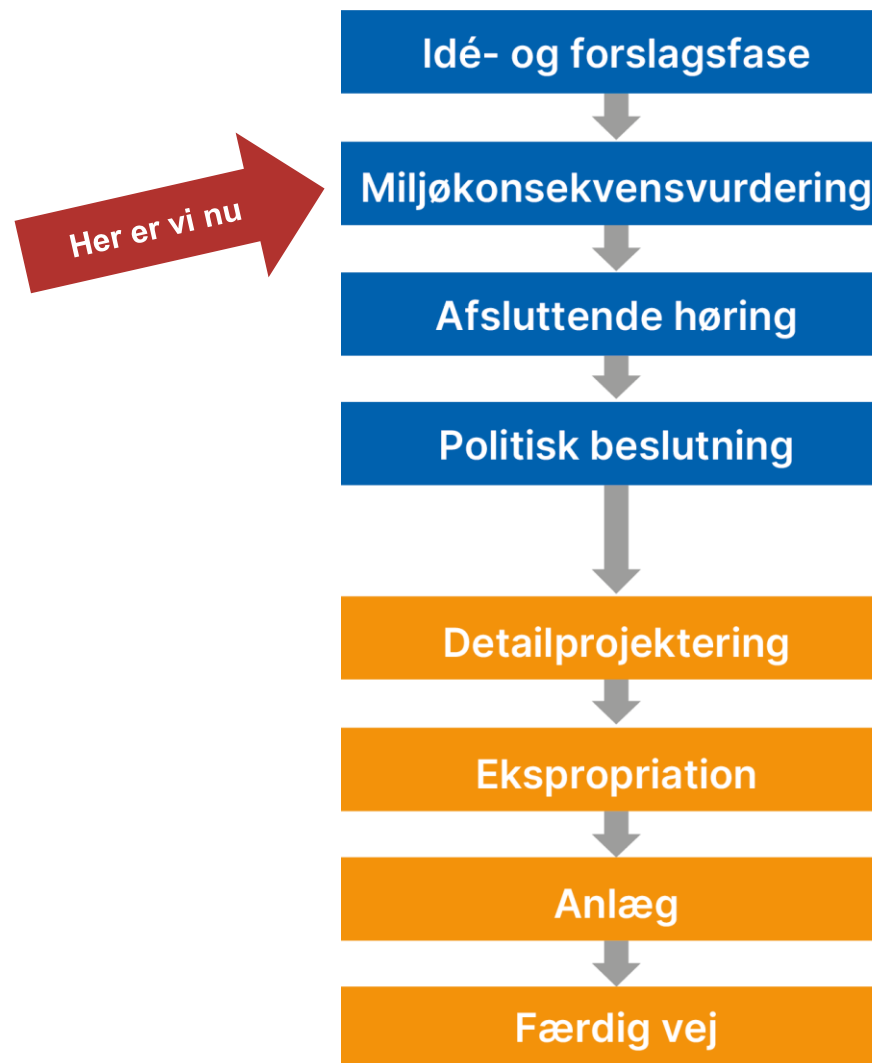 Idé- og forslagsfase
Miljøkonsekvensvurdering
Her er vi nu
Afsluttende høring
Politisk beslutning
Detailprojektering
Ekspropriation
Anlæg
Færdig vej